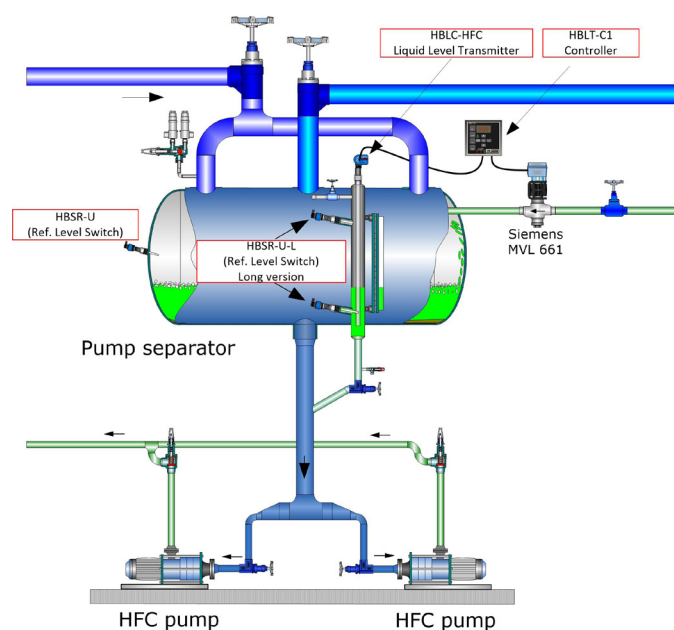 HBLC-HFC
Liquid Level Transmitter
HBLT-C1
Controller
HBSR-U
(Ref. Level Switch)
HBSR-U-L
(Ref. Level Switch)
Long version
Siemens
MVL 661
Pump separator
HFC pump
HFC pump